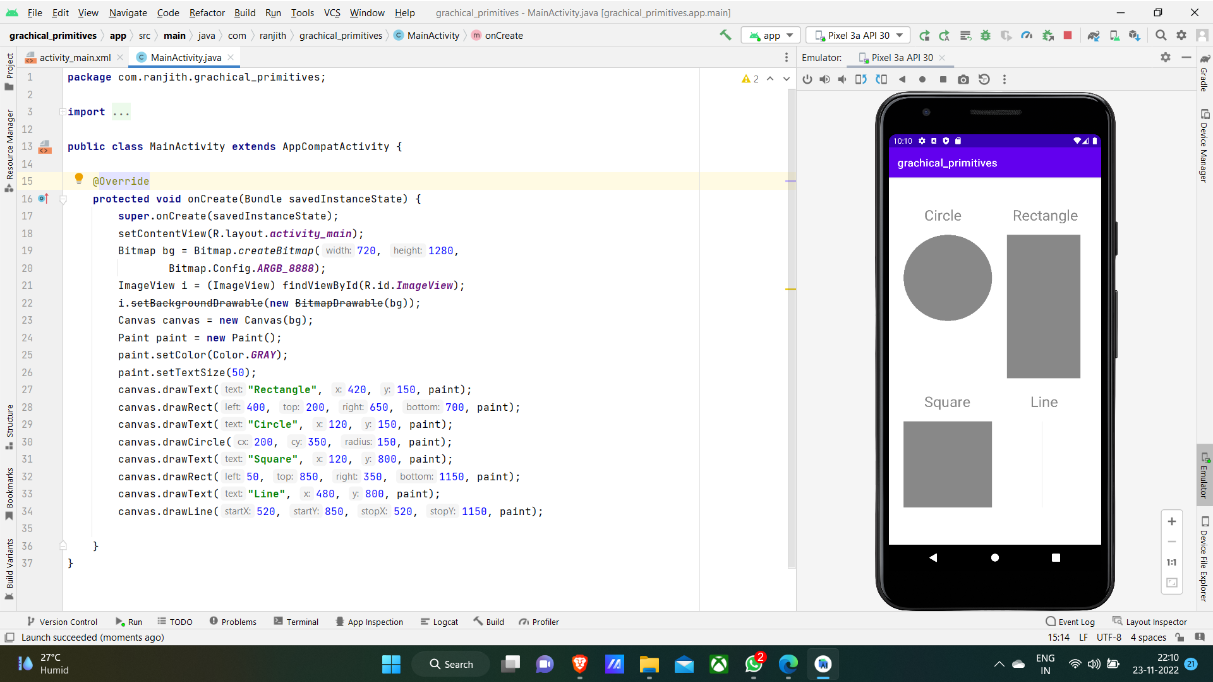 File Edit View Navigate Code Refactor Build Run Tools VCS Window Help grachical_primitives - MainActivity.java [grachical_primitives.app.main]
grachical_primitives app src main java com ranjith grachical_primitives MainActivity onCreate app Pixel 3a API 30
activity_main.xml MainActivity.java Emulator: Pixel 3a API 30
Project
Resource Manager
Structure
Bookmarks
Build Variants
1 package com.ranjith.grachical_primitives;
2
3 import ...
12
13 public class MainActivity extends AppCompatActivity {
14
15 @Override
16 protected void onCreate(Bundle savedInstanceState) {
17 super.onCreate(savedInstanceState);
18 setContentView(R.layout.activity_main);
19 Bitmap bg = Bitmap.createBitmap( width: 720, height: 1280,
20 Bitmap.Config.ARGB_8888);
21 ImageView i = (ImageView) findViewById(R.id.ImageView);
22 i.setBackgroundDrawable(new BitmapDrawable(bg));
23 Canvas canvas = new Canvas(bg);
24 Paint paint = new Paint();
25 paint.setColor(Color.GRAY);
26 paint.setTextSize(50);
27 canvas.drawText( text: "Rectangle", x: 420, y: 150, paint);
28 canvas.drawRect( left: 400, top: 200, right: 650, bottom: 700, paint);
29 canvas.drawText( text: "Circle", x: 120, y: 150, paint);
30 canvas.drawCircle( cx: 200, cy: 350, radius: 150, paint);
31 canvas.drawText( text: "Square", x: 120, y: 800, paint);
32 canvas.drawRect( left: 50, top: 850, right: 350, bottom: 1150, paint);
33 canvas.drawText( text: "Line", x: 480, y: 800, paint);
34 canvas.drawLine( startX: 520, startY: 850, stopX: 520, stopY: 1150, paint);
35
36 }
37 }
2
10:10
grachical_primitives
Circle Rectangle
Square Line
1:1
Gradle
Device Manager
Emulator
Device File Explorer
Version Control Run TODO Problems Terminal App Inspection Logcat Build Profiler Event Log Layout Inspector
Launch succeeded (moments ago) 15:14 LF UTF-8 4 spaces
27°C
Humid
Search
2
ENG
IN
22:10
23-11-2022
21